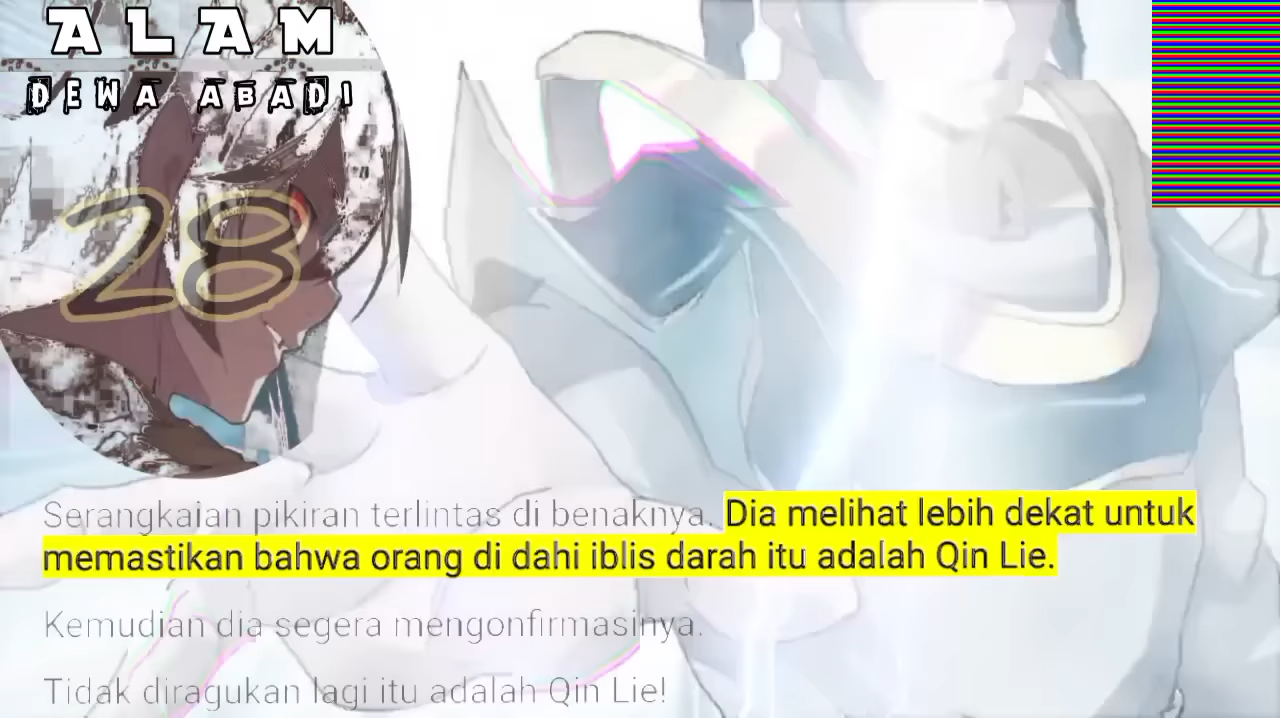 ALAM
DEWA ABADI
28
Serangkaian pikiran terlintas di benaknya. Dia melihat lebih dekat untuk
memastikan bahwa orang di dahi iblis darah itu adalah Qin Lie.
Kemudian dia segera mengonfirmasinya.
Tidak diragukan lagi itu adalah Qin Lie!